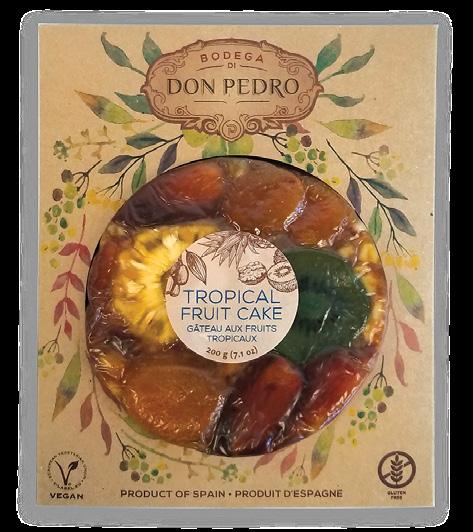 BODEGA
DI
DON PEDRO
TROPICAL
FRUIT CAKE
GÂTEAU AUX FRUITS
TROPICAUX
200 g (7.1 oz)
VEGAN
PRODUCT OF SPAIN • PRODUIT D'ESPAGNE
GLUTEN
FREE